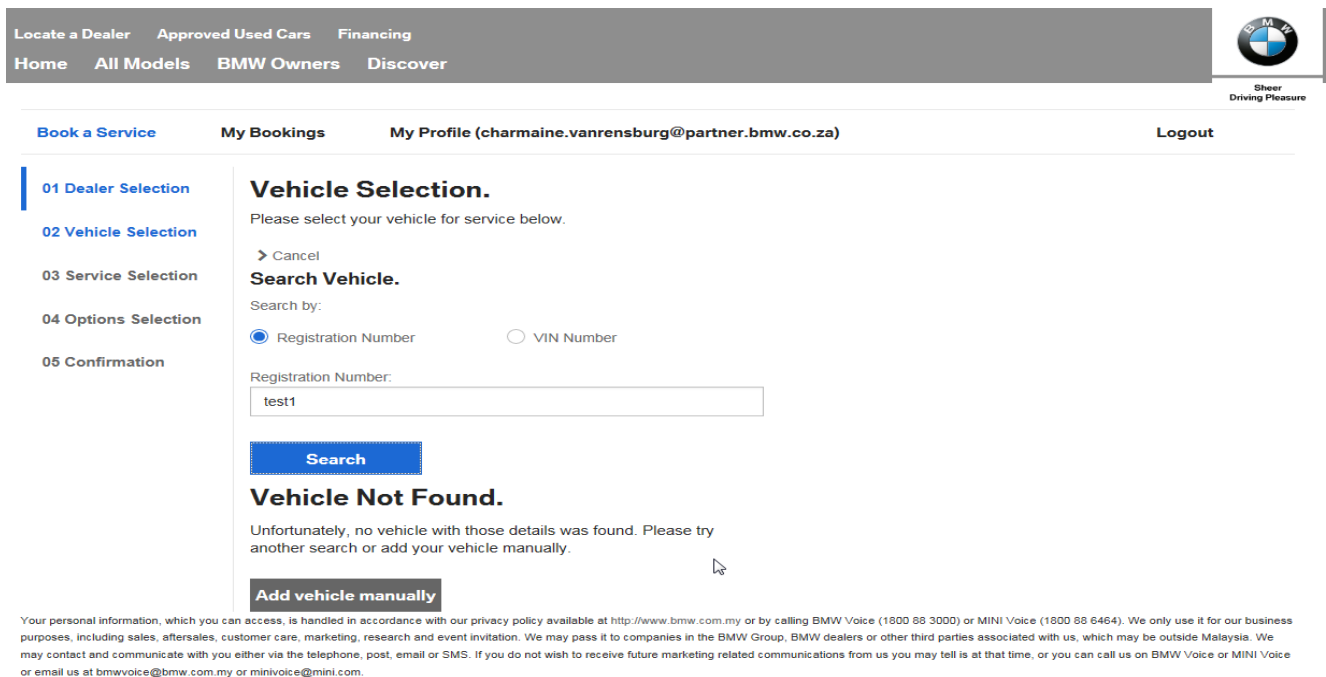 Locate a Dealer Approved Used Cars Financing
Home All Models BMW Owners Discover
BMW
Sheer
Driving Pleasure
Book a Service My Bookings My Profile (charmaine.vanrensburg@partner.bmw.co.za) Logout
01 Dealer Selection
02 Vehicle Selection
03 Service Selection
04 Options Selection
05 Confirmation
Vehicle Selection.
Please select your vehicle for service below.
Cancel
Search Vehicle.
Search by:
Registration Number VIN Number
Registration Number:
test1
Search
Vehicle Not Found.
Unfortunately, no vehicle with those details was found. Please try
another search or add your vehicle manually.
Add vehicle manually
Your personal information, which you can access, is handled in accordance with our privacy policy available at http://www.bmw.com.my or by calling BMW Voice (1800 88 3000) or MINI Voice (1800 88 6464). We only use it for our business
purposes, including sales, aftersales, customer care, marketing, research and event invitation. We may pass it to companies in the BMW Group, BMW dealers or other third parties associated with us, which may be outside Malaysia. We
may contact and communicate with you either via the telephone, post, email or SMS. If you do not wish to receive future marketing related communications from us you may tell is at that time, or you can call us on BMW Voice or MINI Voice
or email us at bmwvoice@bmw.com.my or minivoice@mini.com.